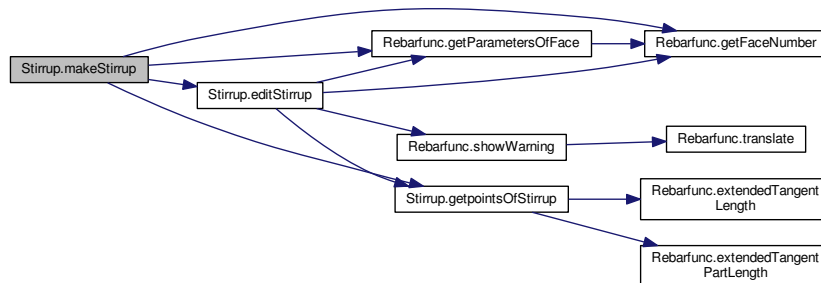 Stirrup.makeStirrup
Stirrup.editStirrup
Rebarfunc.getParametersOfFace
Rebarfunc.getFaceNumber
Rebarfunc.showWarning
Rebarfunc.translate
Stirrup.getpointsOfStirrup
Rebarfunc.extendedTangent
Length
Rebarfunc.extendedTangent
PartLength